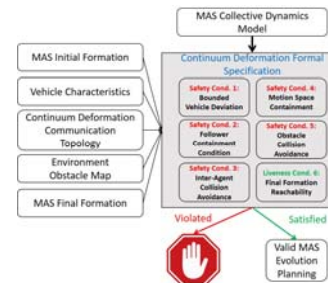 MAS Collective Dynamics
Model
MAS Initial Formation
Vehicle Characteristics
Continuum Deformation
Communication
Topology
Environment
Obstacle Map
MAS Final Formation
Continuum Deformation Formal
Specification
Safety Cond. 1:
Bounded
Vehicle Deviation
Safety Cond. 4:
Motion Space
Containment
Safety Cond. 2:
Follower
Containment
Condition
Safety Cond. 5:
Obstacle
Collision
Avoidance
Safety Cond. 3:
Inter-Agent
Collision
Avoidance
Liveness Cond. 6:
Final Formation
Reachability
Violated
Satisfied
Valid MAS
Evolution
Planning